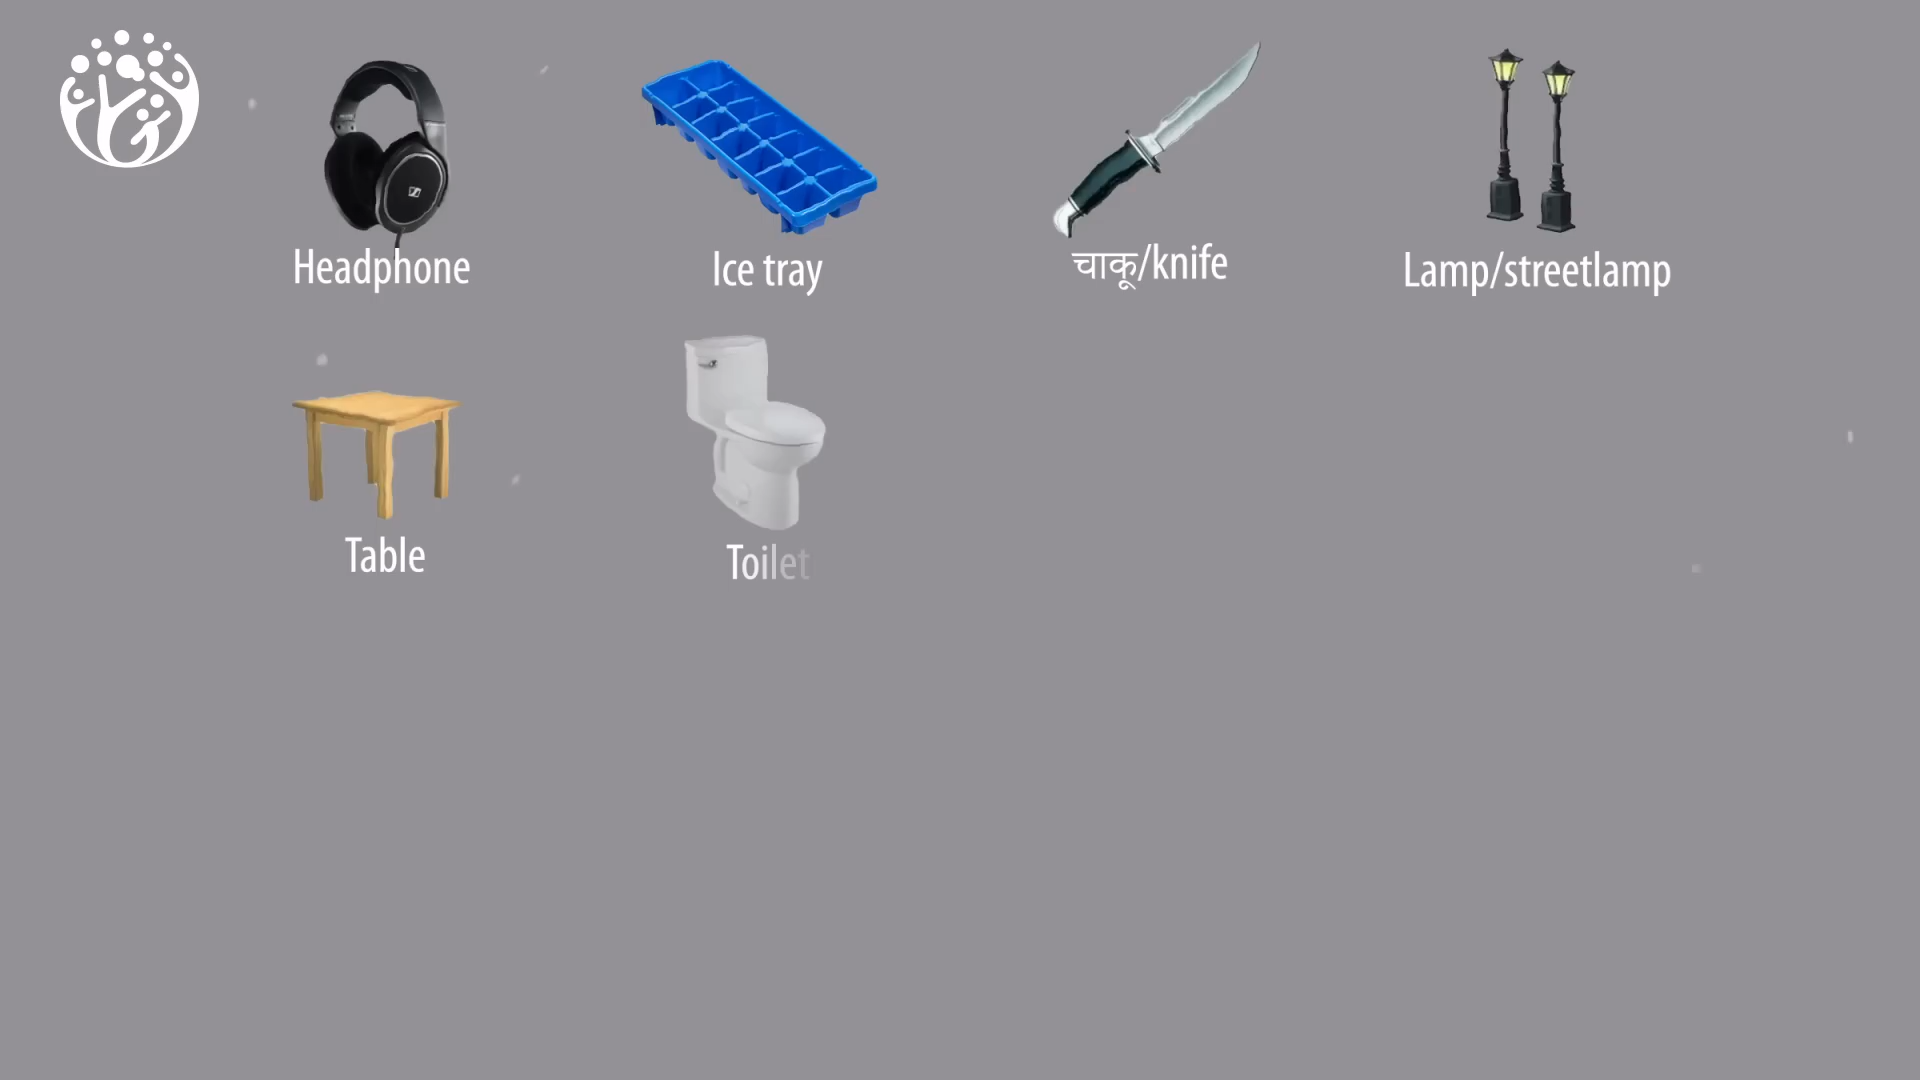 Headphone
Ice tray
चाकू/knife
Lamp/streetlamp
Table
Toilet